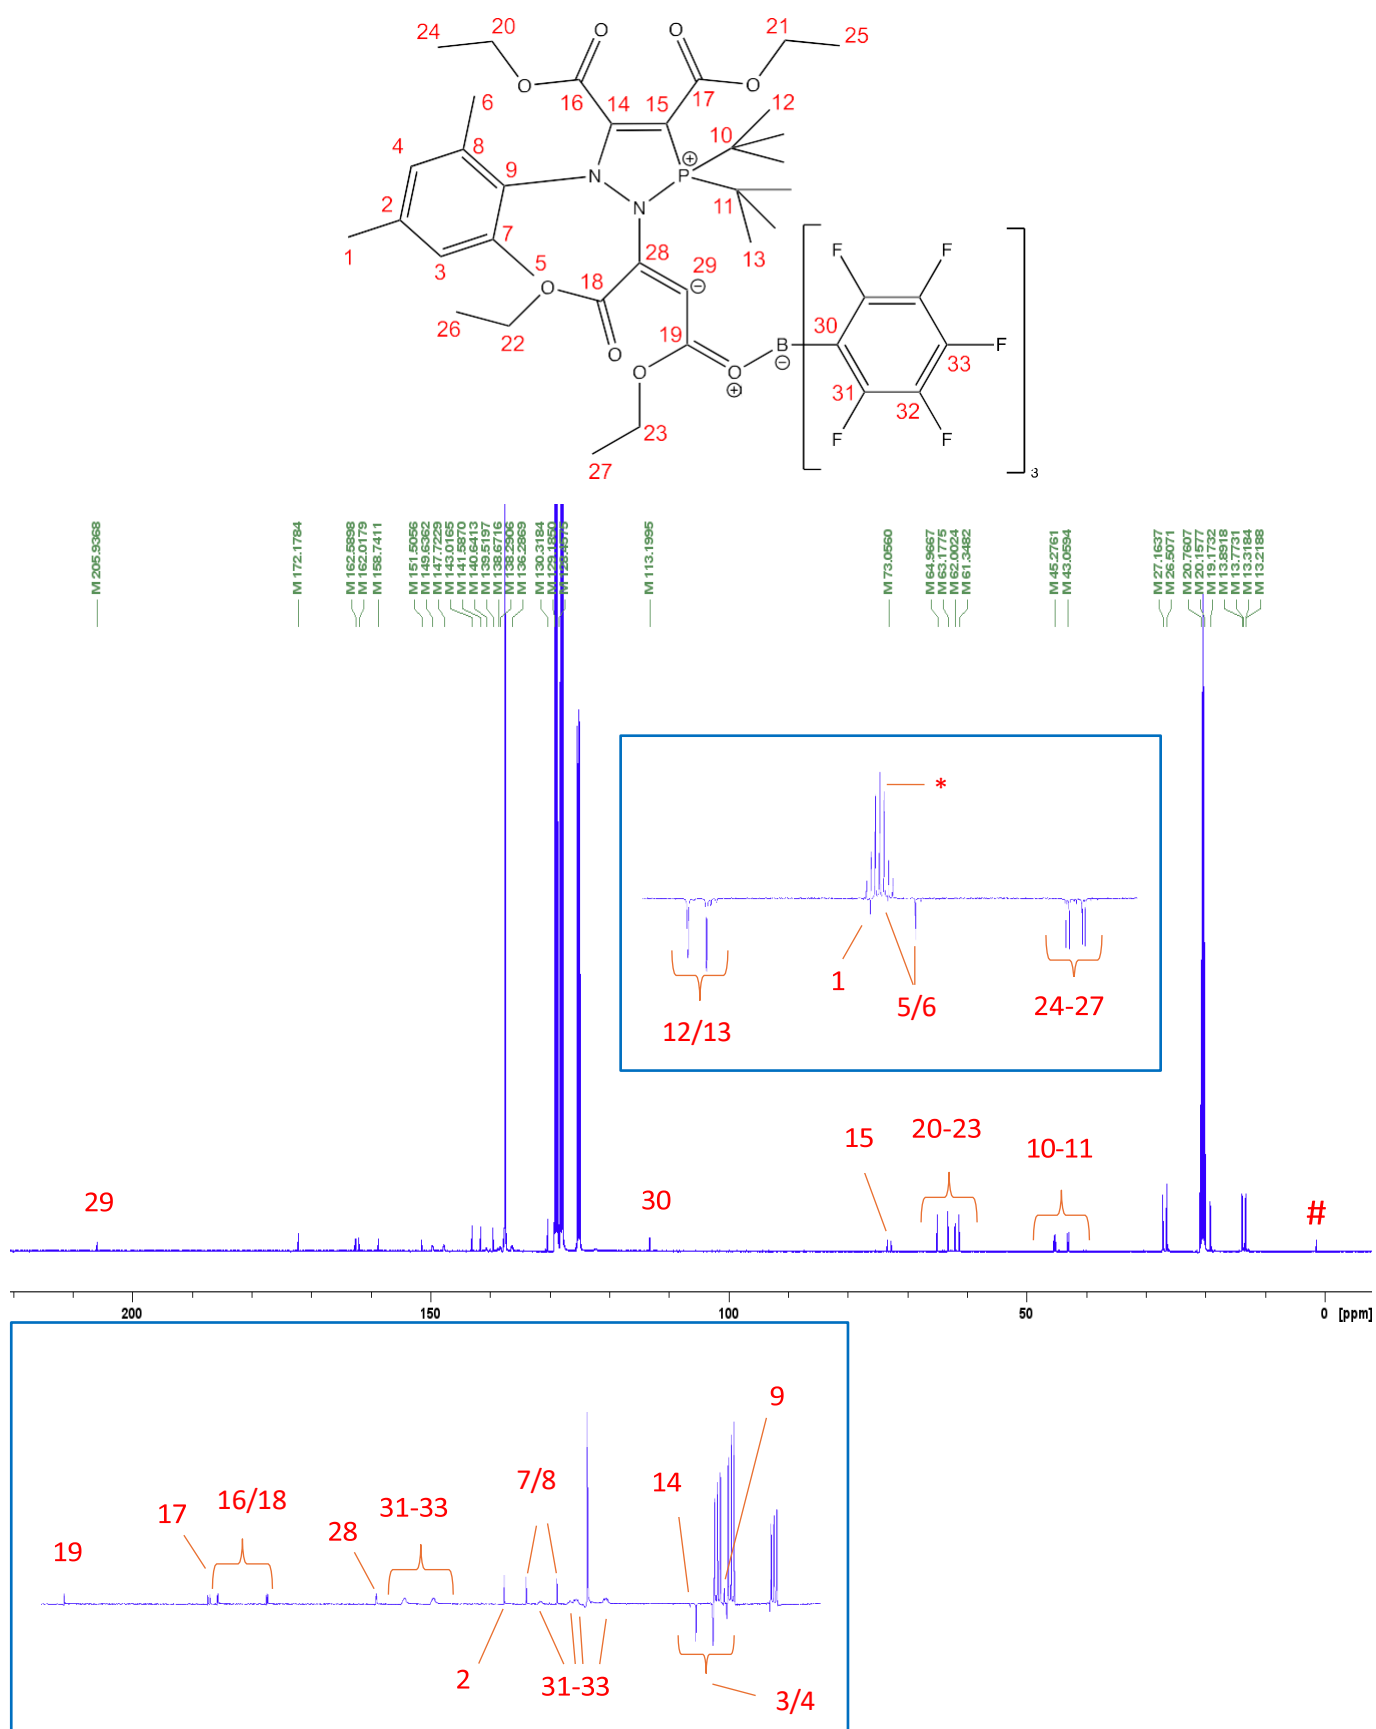 24 20 O O 21 25
O O
6 16 14 15 17 12
4 8 10
9 N P ⊕
2 N 11
7
1 3 5 28 29 ⊖ 13 F F
O 18
26 22 O 19 B ⊖ 30 F
O O ⊕ 31 33
32
23 F F
27 3
M 205.9368
M 172.1784
M 162.5898
M 162.0179
M 158.7411
M 151.5056
M 149.6362
M 147.7229
M 143.0165
M 141.5870
M 140.6413
M 139.5197
M 138.6716
M 138.2906
M 136.2869
M 130.3184
M 129.1850
M 113.1995
M 73.0560
M 64.9667
M 63.1775
M 62.0024
M 61.3482
M 45.2761
M 43.0594
M 27.1637
M 26.5071
M 20.7607
M 20.1577
M 19.1732
M 13.8918
M 13.7731
M 13.3184
M 13.2188
*
1
5/6
24-27
12/13
15
20-23
10-11
29
30
#
200 150 100 50 0 [ppm]
9
7/8
14
16/18
31-33
17
28
19
2
31-33
3/4